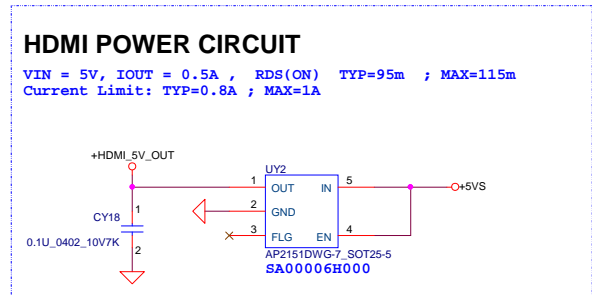 HDMI POWER CIRCUIT
VIN = 5V, IOUT = 0.5A , RDS(ON) TYP=95m ; MAX=115m
Current Limit: TYP=0.8A ; MAX=1A
+HDMI_5V_OUT
UY2
1 OUT IN 5 +5VS
2 GND
3 FLG EN 4
CY18 1
0.1U_0402_10V7K
2
AP2151DWG-7_SOT25-5
SA00006H000